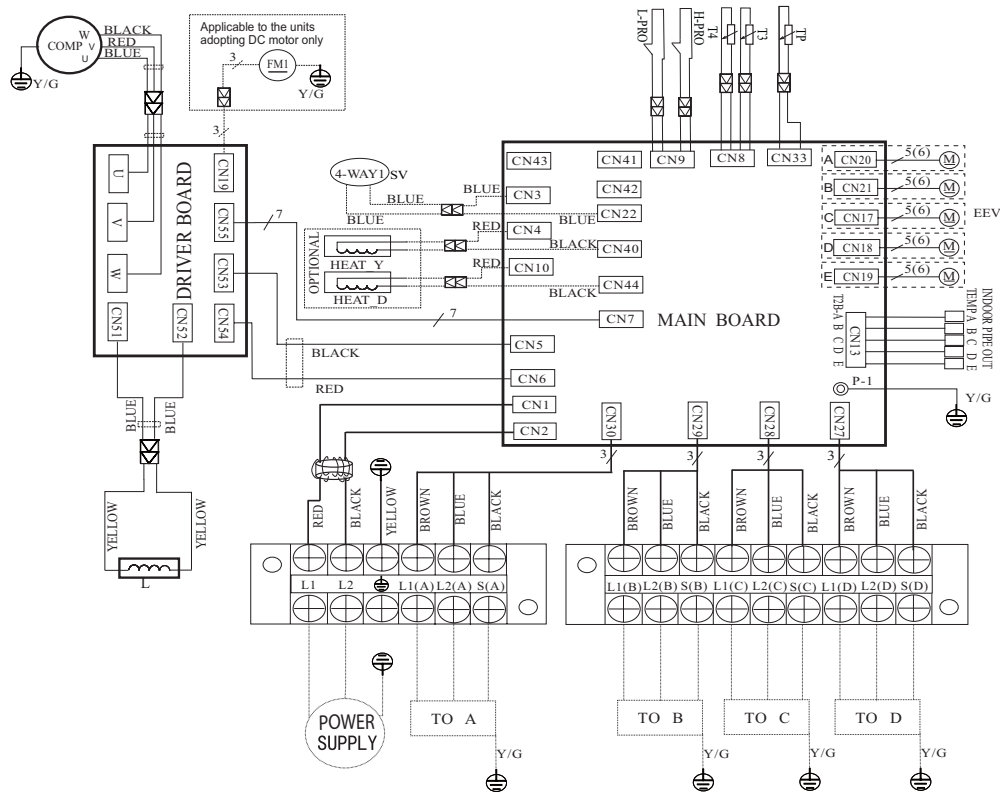 W
BLACK
COMP V
RED
U
BLUE
Y/G
Applicable to the units
adopting DC motor only
3
FM1
Y/G
3
L-PRO
H-PRO
T4
T3
TP
U
V
W
CN51
CN52
DRIVER BOARD
CN19
CN55
CN53
CN54
7
4-WAY1
SV
BLUE
BLUE
BLUE
BLUE
OPTIONAL
HEAT_Y
HEAT_D
RED
BLACK
RED
BLACK
7
BLACK
RED
CN43
CN41
CN9
CN8
CN33
CN3
CN42
CN22
CN4
CN40
CN10
CN44
CN7
MAIN BOARD
CN5
CN6
CN1
CN2
A
CN20
5(6)
M
B
CN21
5(6)
M
C
CN17
5(6)
M
D
CN18
5(6)
M
E
CN19
5(6)
M
EEV
T2B-A B C D E
CN13
INDOOR PIPE OUT
TEMP A B C D E
P-1
Y/G
CN30
CN29
CN28
CN27
3
3
3
3
BLUE
BLUE
YELLOW
YELLOW
L
RED
BLACK
YELLOW
BROWN
BLUE
BLACK
BROWN
BLUE
BLACK
BROWN
BLUE
BLACK
BROWN
BLUE
BLACK
L1
L2
L1(A)
L2(A)
S(A)
L1(B)
L2(B)
S(B)
L1(C)
L2(C)
S(C)
L1(D)
L2(D)
S(D)
POWER
SUPPLY
TO A
Y/G
TO B
Y/G
TO C
Y/G
TO D
Y/G